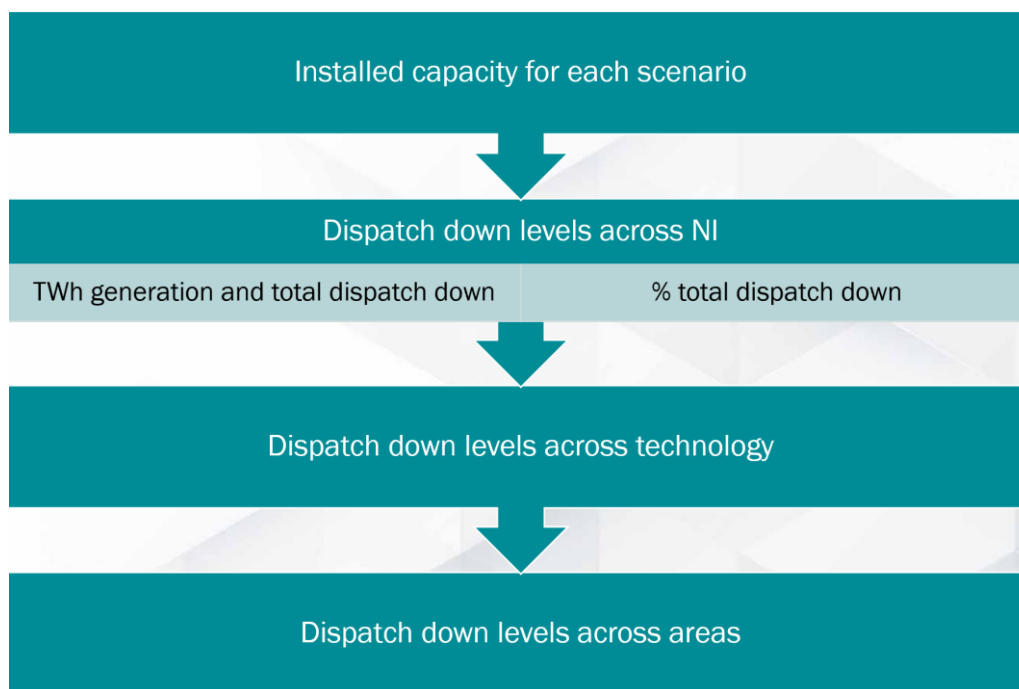 Installed capacity for each scenario
Dispatch down levels across NI
TWh generation and total dispatch down
% total dispatch down
Dispatch down levels across technology
Dispatch down levels across areas